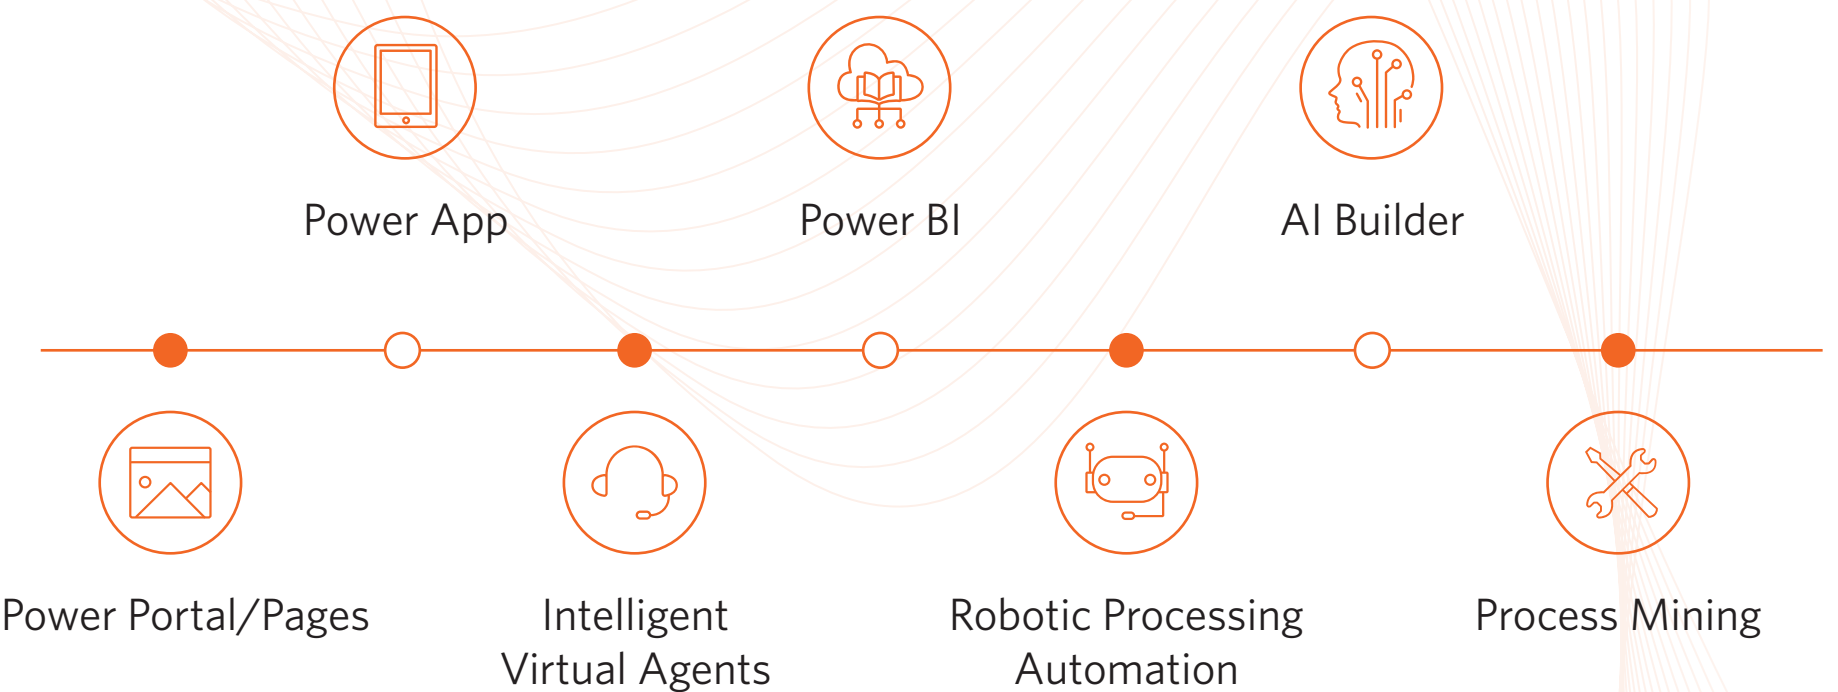 Power App
Power BI
AI Builder
Power Portal/Pages
Intelligent
Virtual Agents
Robotic Processing
Automation
Process Mining